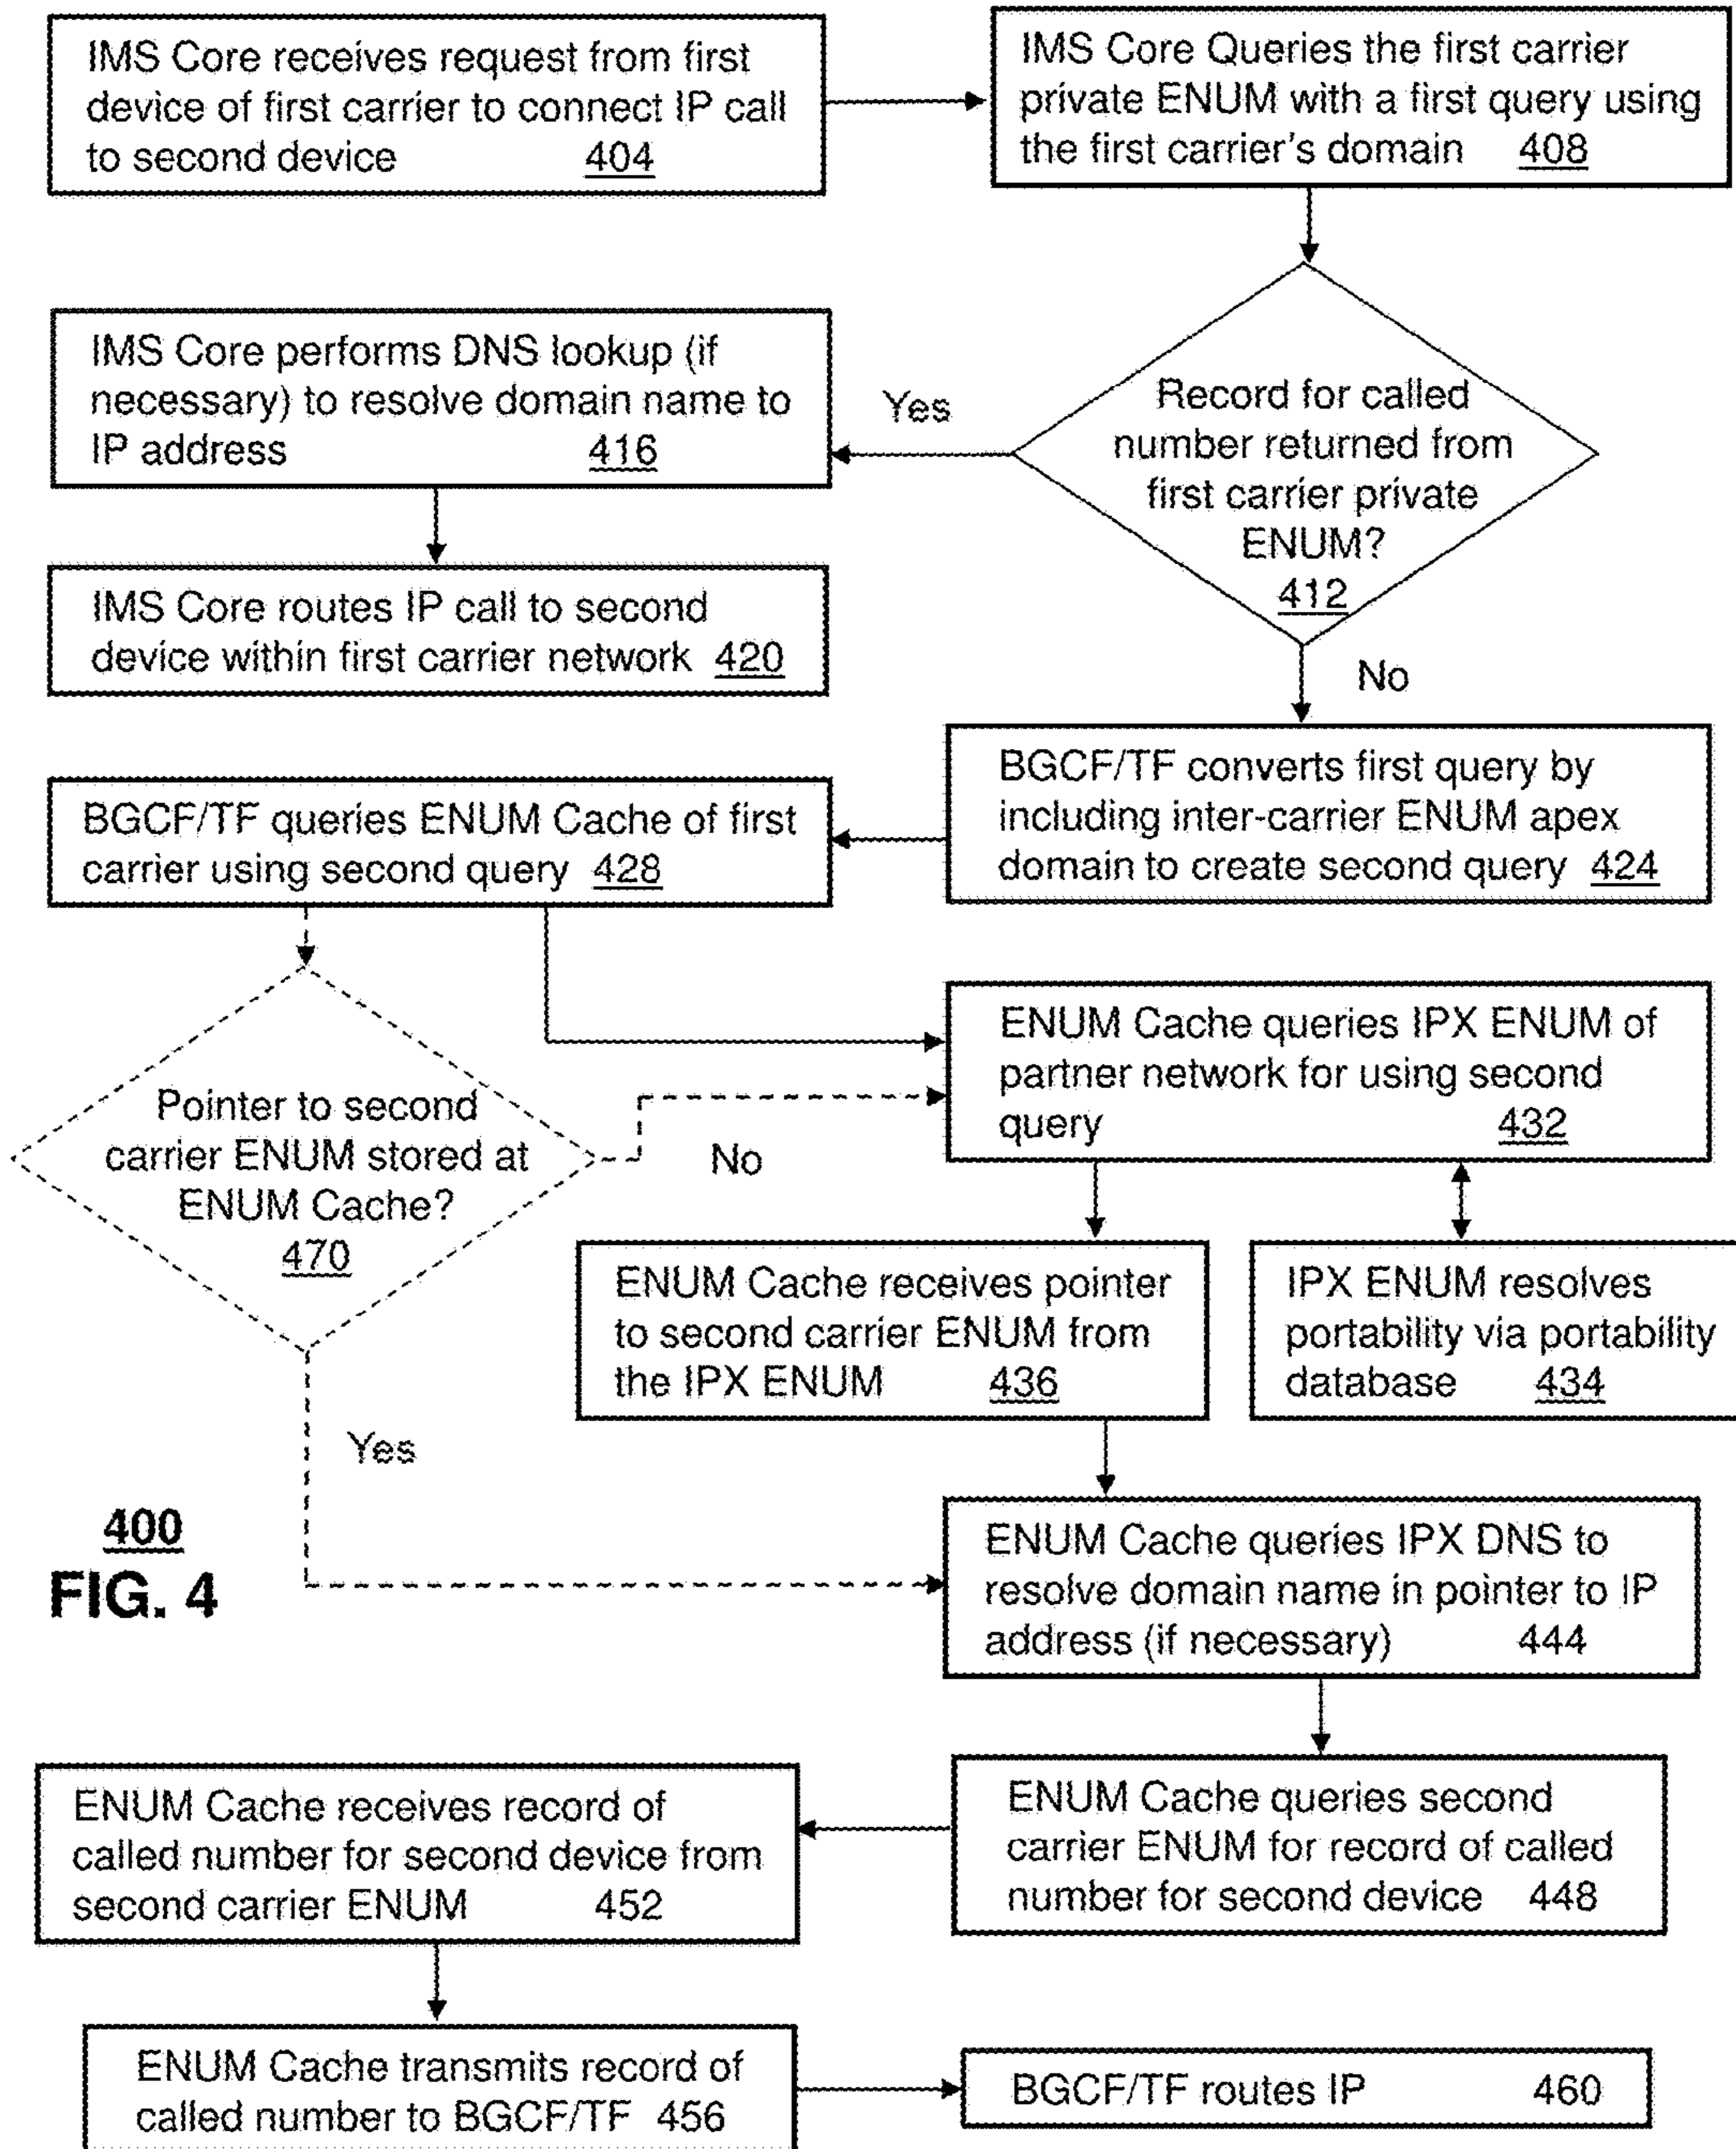 IMS Core receives request from first
device of first carrier to connect IP call
to second device 404
IMS Core Queries the first carrier
private ENUM with a first query using
the first carrier's domain 408
Record for called
number returned from
first carrier private
ENUM?
412
Yes
IMS Core performs DNS lookup (if
necessary) to resolve domain name to
IP address 416
IMS Core routes IP call to second
device within first carrier network 420
No
BGCF/TF converts first query by
including inter-carrier ENUM apex
domain to create second query 424
BGCF/TF queries ENUM Cache of first
carrier using second query 428
Pointer to second
carrier ENUM stored at
ENUM Cache?
470
No
Yes
ENUM Cache queries IPX ENUM of
partner network for using second
query 432
ENUM Cache receives pointer
to second carrier ENUM from
the IPX ENUM 436
IPX ENUM resolves
portability via portability
database 434
400
FIG. 4
ENUM Cache queries IPX DNS to
resolve domain name in pointer to IP
address (if necessary) 444
ENUM Cache queries second
carrier ENUM for record of called
number for second device 448
ENUM Cache receives record of
called number for second device from
second carrier ENUM 452
ENUM Cache transmits record of
called number to BGCF/TF 456
BGCF/TF routes IP 460